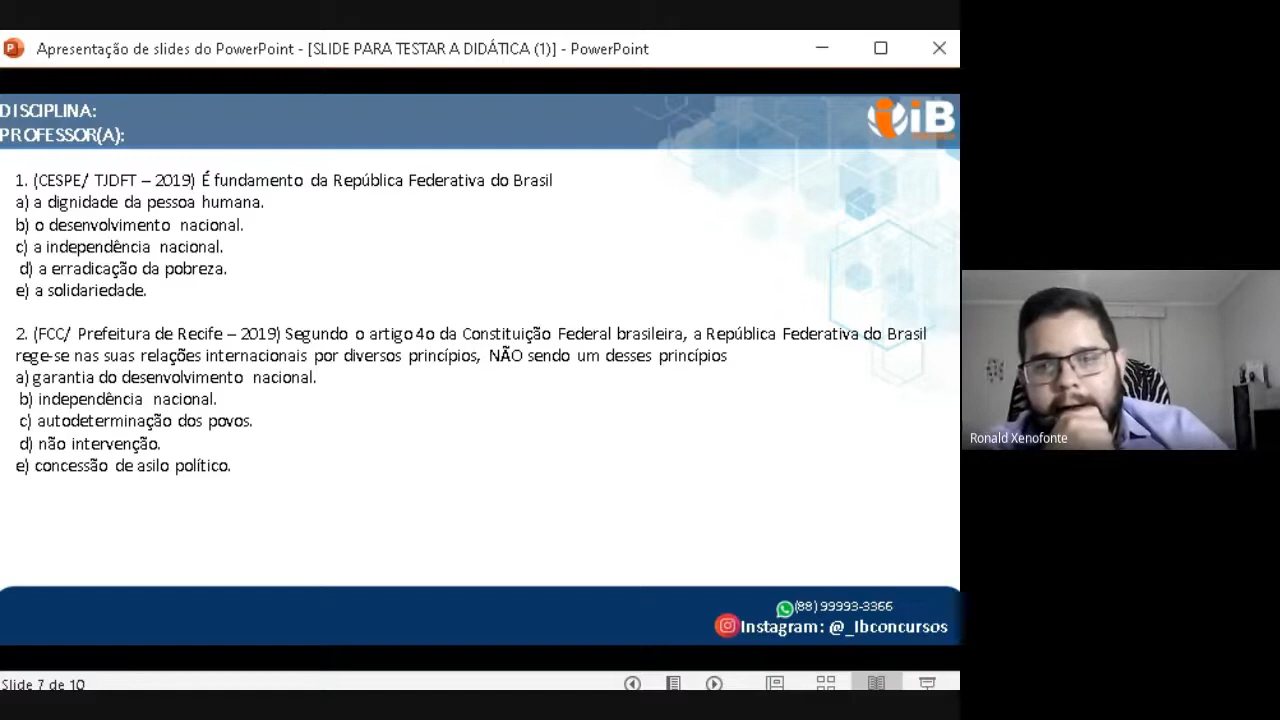 Apresentação de slides do PowerPoint - [SLIDE PARA TESTAR A DIDÁTICA (1)] - PowerPoint
DISCIPLINA:
PROFESSOR(A):
iB
1. (CESPE/ TJDFT – 2019) É fundamento da República Federativa do Brasil
a) a dignidade da pessoa humana.
b) o desenvolvimento nacional.
c) a independência nacional.
d) a erradicação da pobreza.
e) a solidariedade.
2. (FCC/ Prefeitura de Recife – 2019) Segundo o artigo 4o da Constituição Federal brasileira, a República Federativa do Brasil
rege-se nas suas relações internacionais por diversos princípios, NÃO sendo um desses princípios
a) garantia do desenvolvimento nacional.
b) independência nacional.
c) autodeterminação dos povos.
d) não intervenção.
e) concessão de asilo político.
Ronald Xenofonte
(88) 99993-3366
Instagram: @_Ibconcursos
Slide 7 de 10